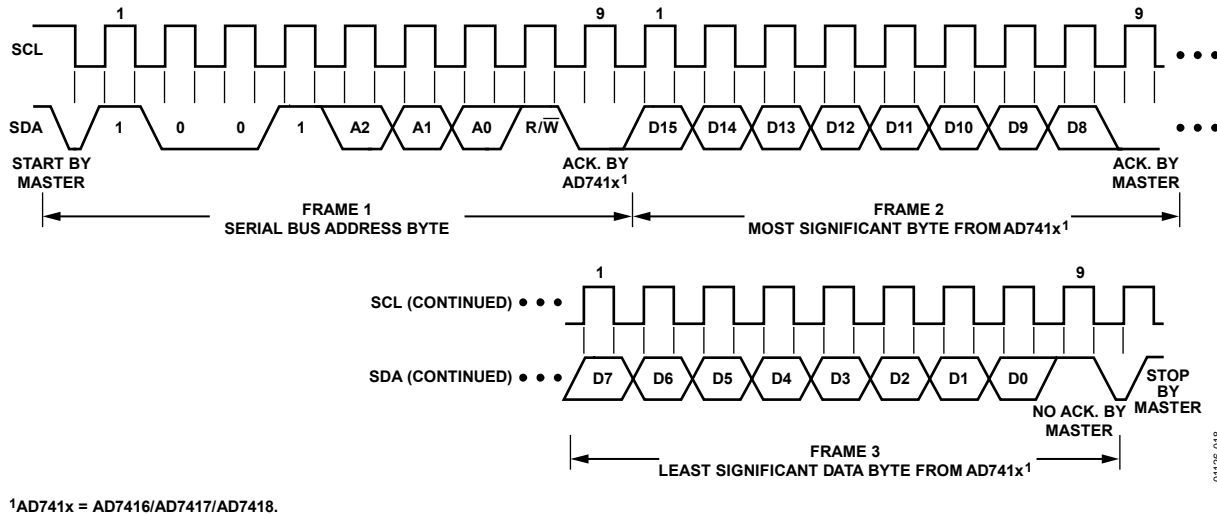 1 9 1 9
SCL
SDA 1 0 0 1 A2 A1 A0 R/W̅ D15 D14 D13 D12 D11 D10 D9 D8
START BY
MASTER
ACK. BY
AD741x¹
ACK. BY
MASTER
FRAME 1
SERIAL BUS ADDRESS BYTE
FRAME 2
MOST SIGNIFICANT BYTE FROM AD741x¹
1 9
SCL (CONTINUED)
SDA (CONTINUED) D7 D6 D5 D4 D3 D2 D1 D0
NO ACK. BY
MASTER
STOP
BY
MASTER
FRAME 3
LEAST SIGNIFICANT DATA BYTE FROM AD741x¹
01126-018
¹AD741x = AD7416/AD7417/AD7418.